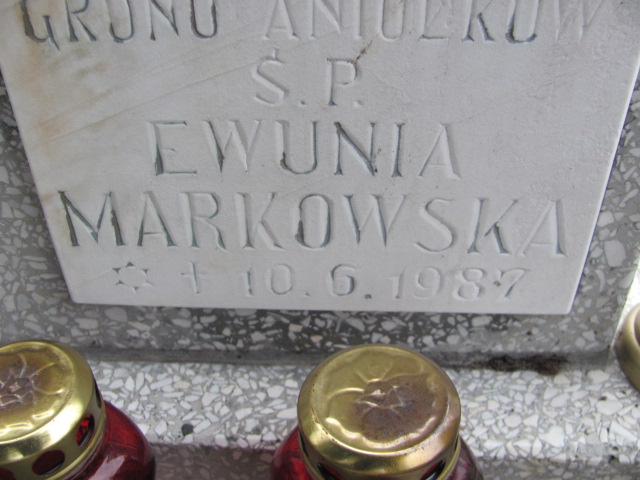 GRONO ANIOŁKÓW
Ś.P.
EWUNIA
MARKOWSKA
✡ † 10.6.1987